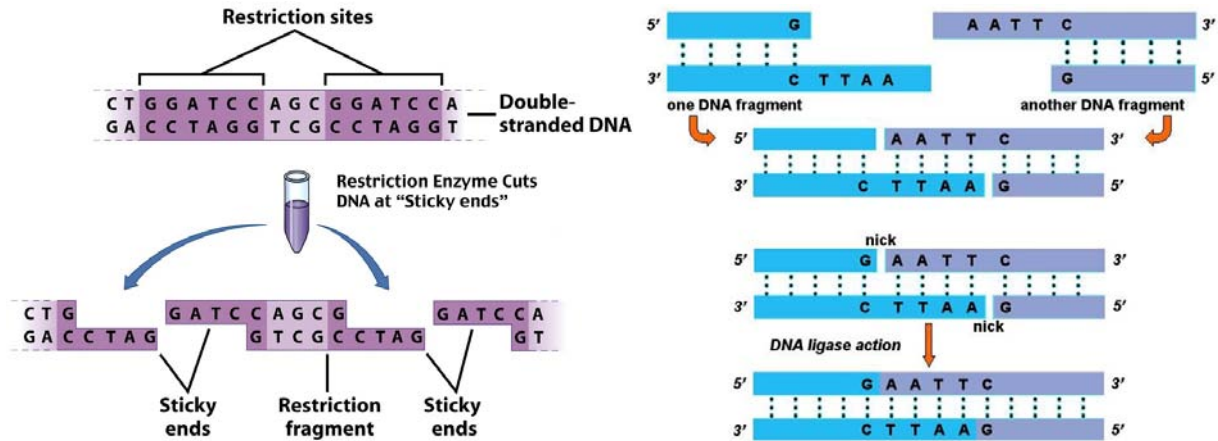 Restriction sites
C T G G A T C C A G C G G A T C C A
G A C C T A G G T C G C C T A G G T
Double-
stranded DNA
Restriction Enzyme Cuts
DNA at “Sticky ends”
C T G
G A C C T A G
G A T C C A G C G
G T C G C C T A G
G A T C C A
G T
Sticky
ends
Restriction
fragment
Sticky
ends
5' G
A A T T C 3'
3' C T T A A
G 5'
one DNA fragment
another DNA fragment
5' A A T T C 3'
3' C T T A A G 5'
nick
5' G A A T T C 3'
3' C T T A A G 5'
nick
DNA ligase action
5' G A A T T C 3'
3' C T T A A G 5'